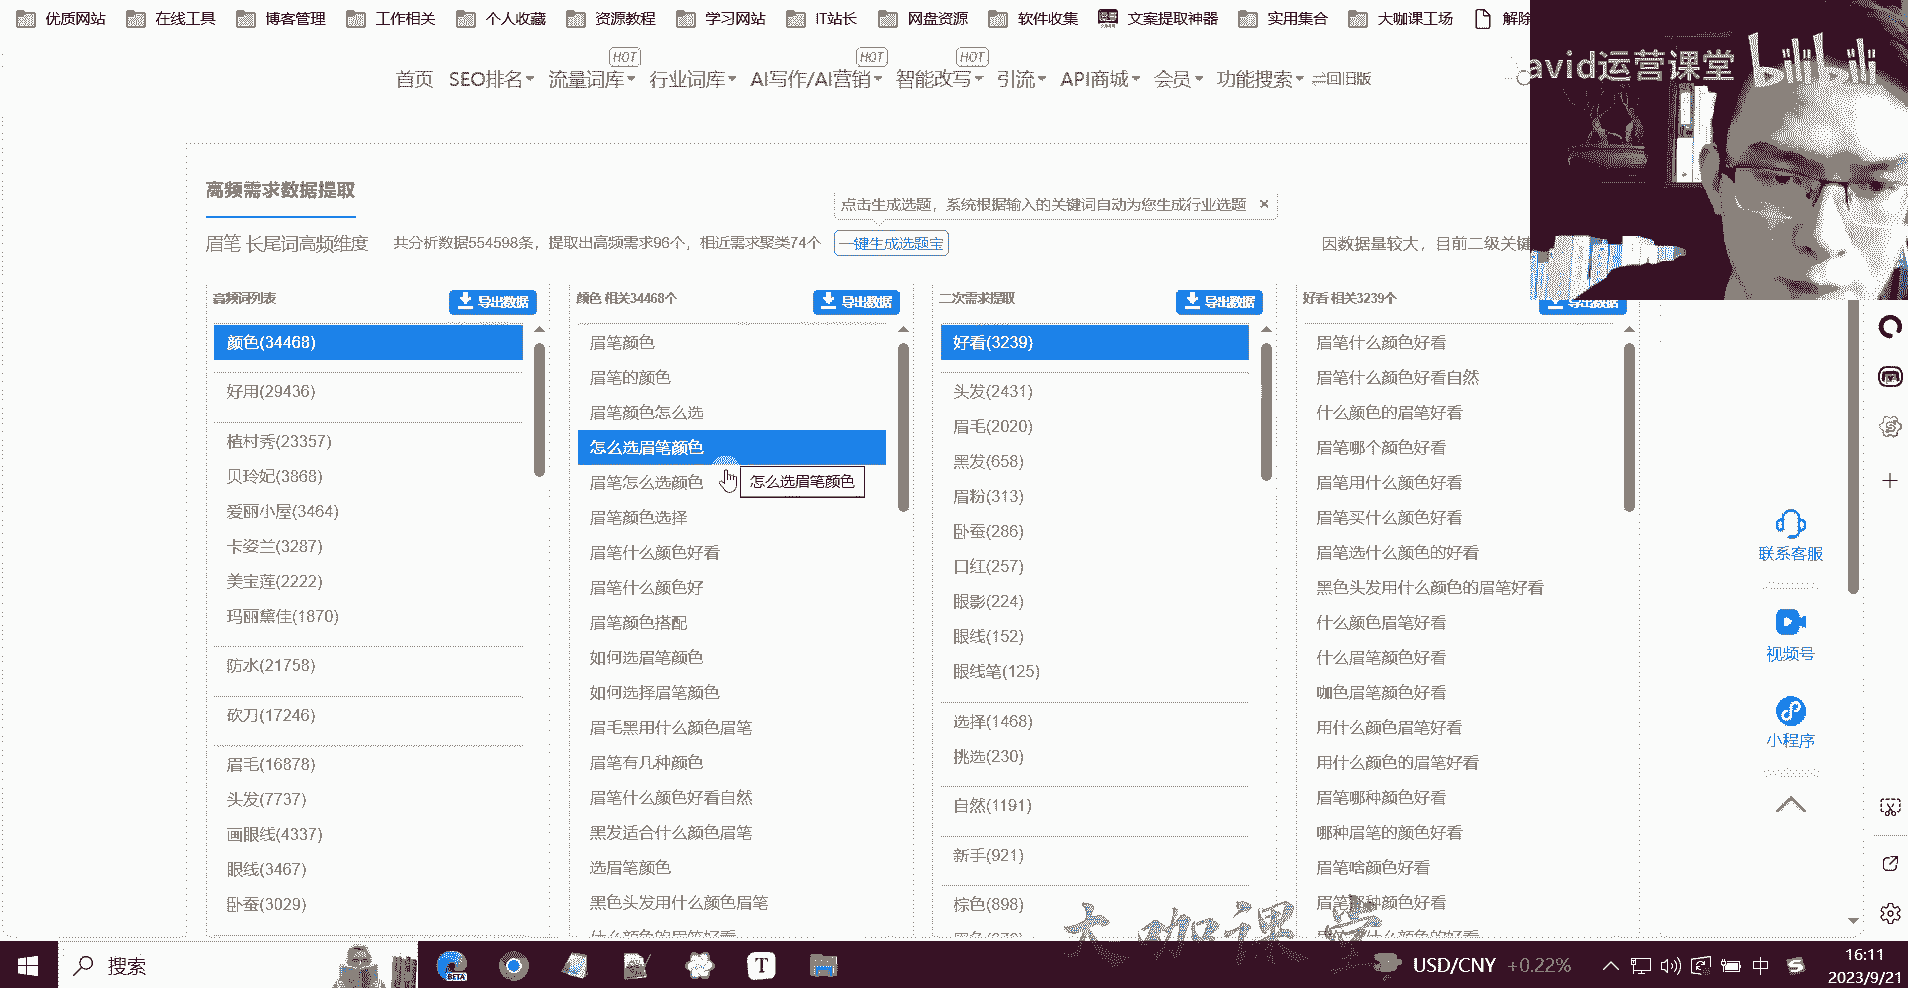 优质网站 在线工具 博客管理 工作相关 个人收藏 资源教程 学习网站 IT站长 网盘资源 软件收集 文案提取神器 实用集合 大咖课工场 解除
avid运营课堂 bilibili
HOT HOT HOT
首页 SEO排名 流量词库 行业词库 AI写作/AI营销 智能改写 引流 API商城 会员 功能搜索 回旧版
高频需求数据提取
点击生成选题，系统根据输入的关键词自动为您生成行业选题 ×
眉笔 长尾词高频维度 共分析数据554598条，提取出高频需求96个，相近需求聚类74个 一键生成选题宝 因数据量较大，目前二级关键
高频词列表 导出数据
颜色(34468)
好用(29436)
植村秀(23357)
贝玲妃(3868)
爱丽小屋(3464)
卡姿兰(3287)
美宝莲(2222)
玛丽黛佳(1870)
防水(21758)
砍刀(17246)
眉毛(16878)
头发(7737)
画眼线(4337)
眼线(3467)
卧蚕(3029)
颜色 相关34468个 导出数据
眉笔颜色
眉笔的颜色
眉笔颜色怎么选
怎么选眉笔颜色
怎么选眉笔颜色
眉笔怎么选颜色
眉笔颜色选择
眉笔什么颜色好看
眉笔什么颜色好
眉笔颜色搭配
如何选眉笔颜色
如何选择眉笔颜色
眉毛黑用什么颜色眉笔
眉笔有几种颜色
眉笔什么颜色好看自然
黑发适合什么颜色眉笔
选眉笔颜色
黑色头发用什么颜色眉笔
什么颜色的眉笔好看
二次需求提取 导出数据
好看(3239)
头发(2431)
眉毛(2020)
黑发(658)
眉粉(313)
卧蚕(286)
口红(257)
眼影(224)
眼线(152)
眼线笔(125)
选择(1468)
挑选(230)
自然(1191)
新手(921)
棕色(898)
好看 相关3239个 导出数据
眉笔什么颜色好看
眉笔什么颜色好看自然
什么颜色的眉笔好看
眉笔哪个颜色好看
眉笔用什么颜色好看
眉笔买什么颜色好看
眉笔选什么颜色的好看
黑色头发用什么颜色的眉笔好看
什么颜色眉笔好看
什么眉笔颜色好看
咖色眉笔颜色好看
用什么颜色眉笔好看
用什么颜色的眉笔好看
眉笔哪种颜色好看
哪种眉笔的颜色好看
眉笔啥颜色好看
眉笔那种颜色好看
联系客服
视频号
小程序
大咖课堂
搜索
BETA
T
USD/CNY +0.22%
中
16:11
2023/9/21